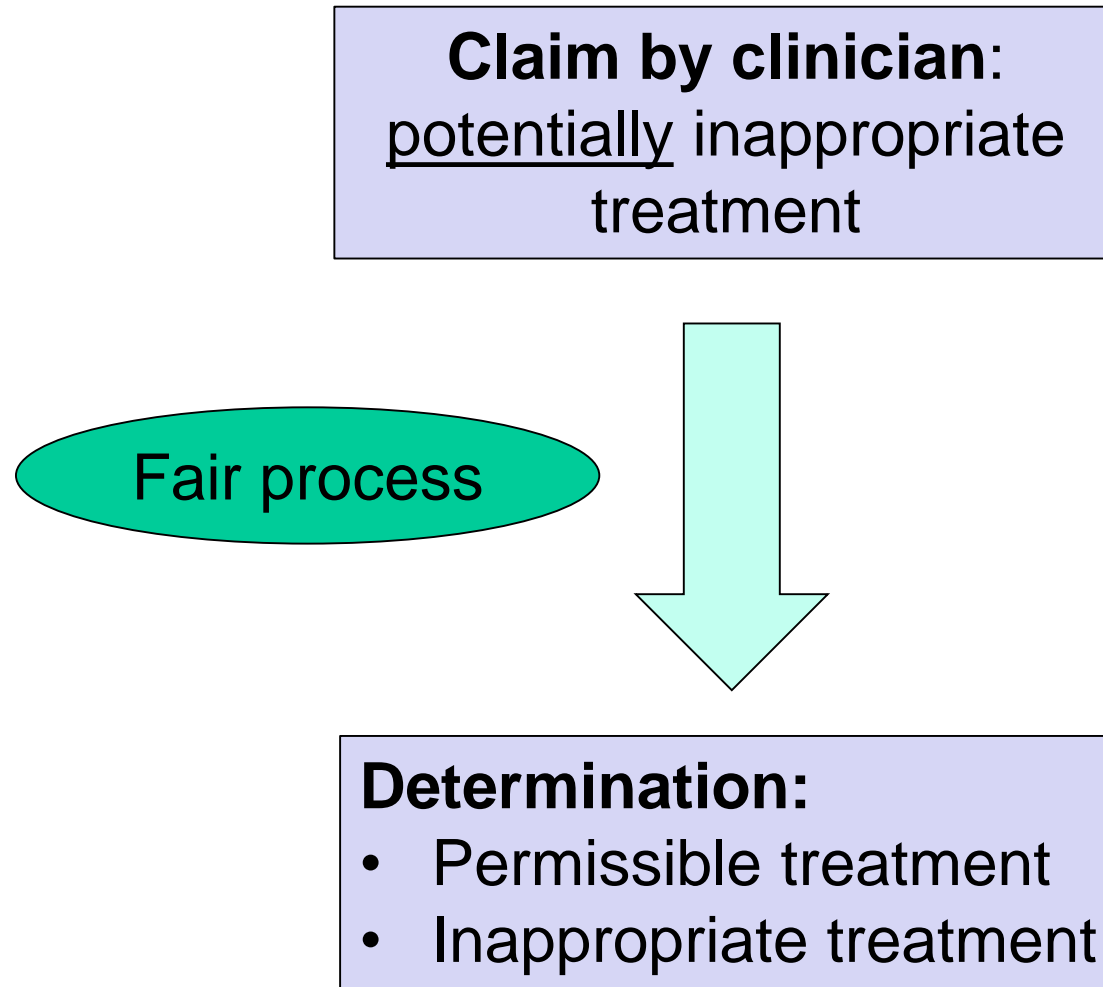 Claim by clinician:
potentially inappropriate
treatment
Fair process
Determination:
• Permissible treatment
• Inappropriate treatment